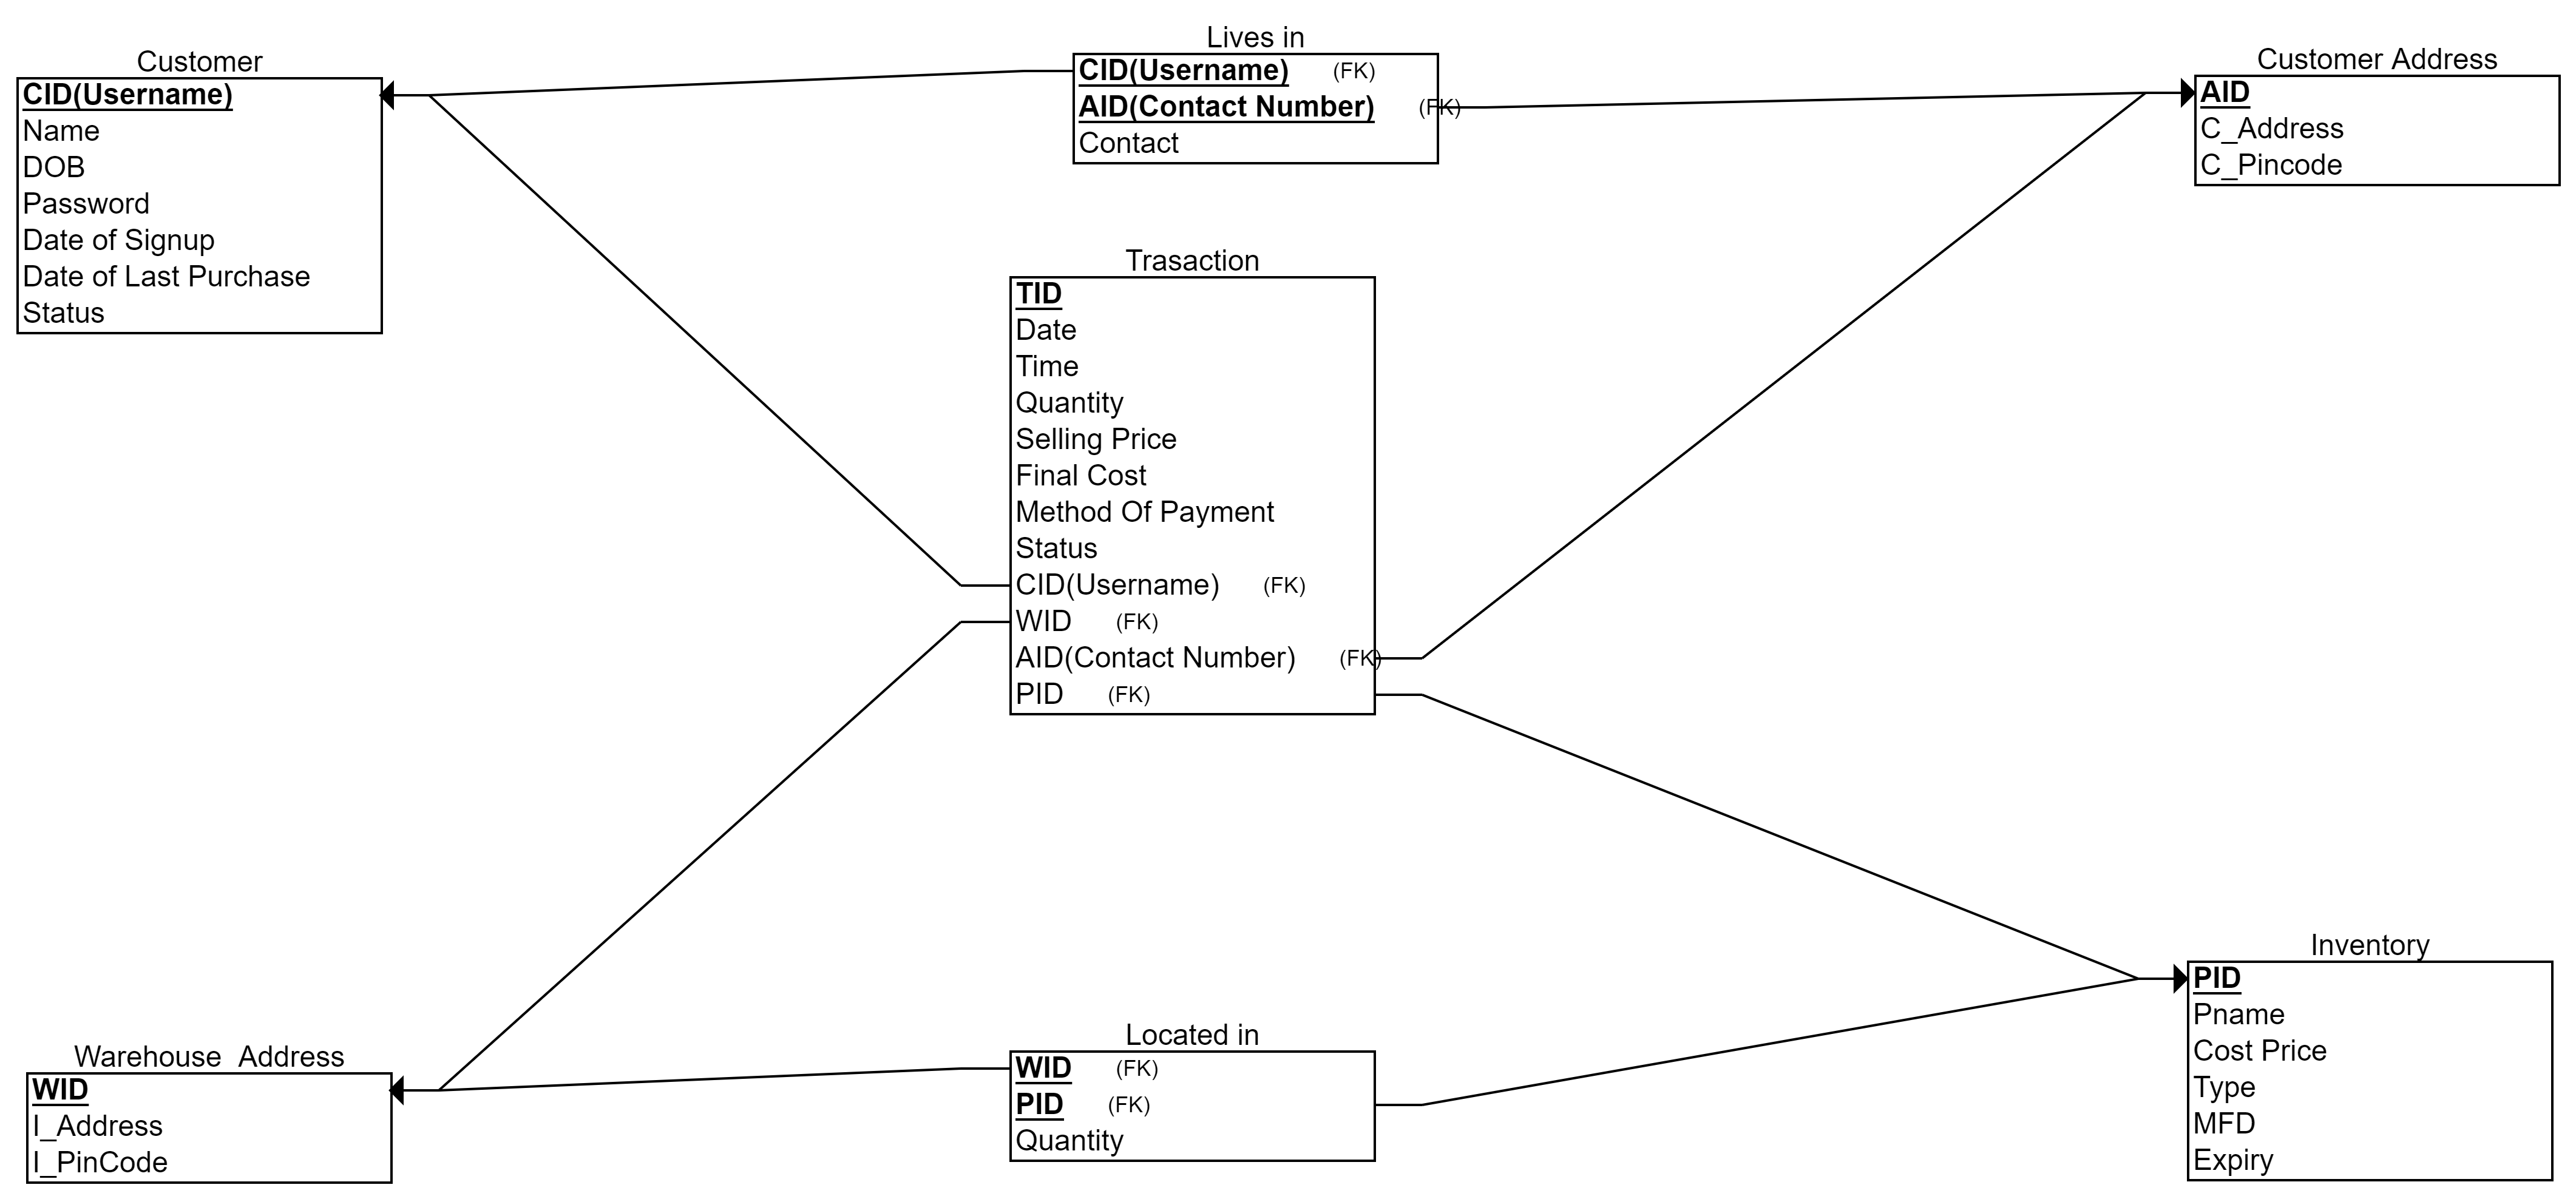 Customer
CID(Username)
Name
DOB
Password
Date of Signup
Date of Last Purchase
Status
Lives in
CID(Username) (FK)
AID(Contact Number) (FK)
Contact
Customer Address
AID
C_Address
C_Pincode
Trasaction
TID
Date
Time
Quantity
Selling Price
Final Cost
Method Of Payment
Status
CID(Username) (FK)
WID (FK)
AID(Contact Number) (FK)
PID (FK)
Warehouse Address
WID
I_Address
I_PinCode
Located in
WID (FK)
PID (FK)
Quantity
Inventory
PID
Pname
Cost Price
Type
MFD
Expiry